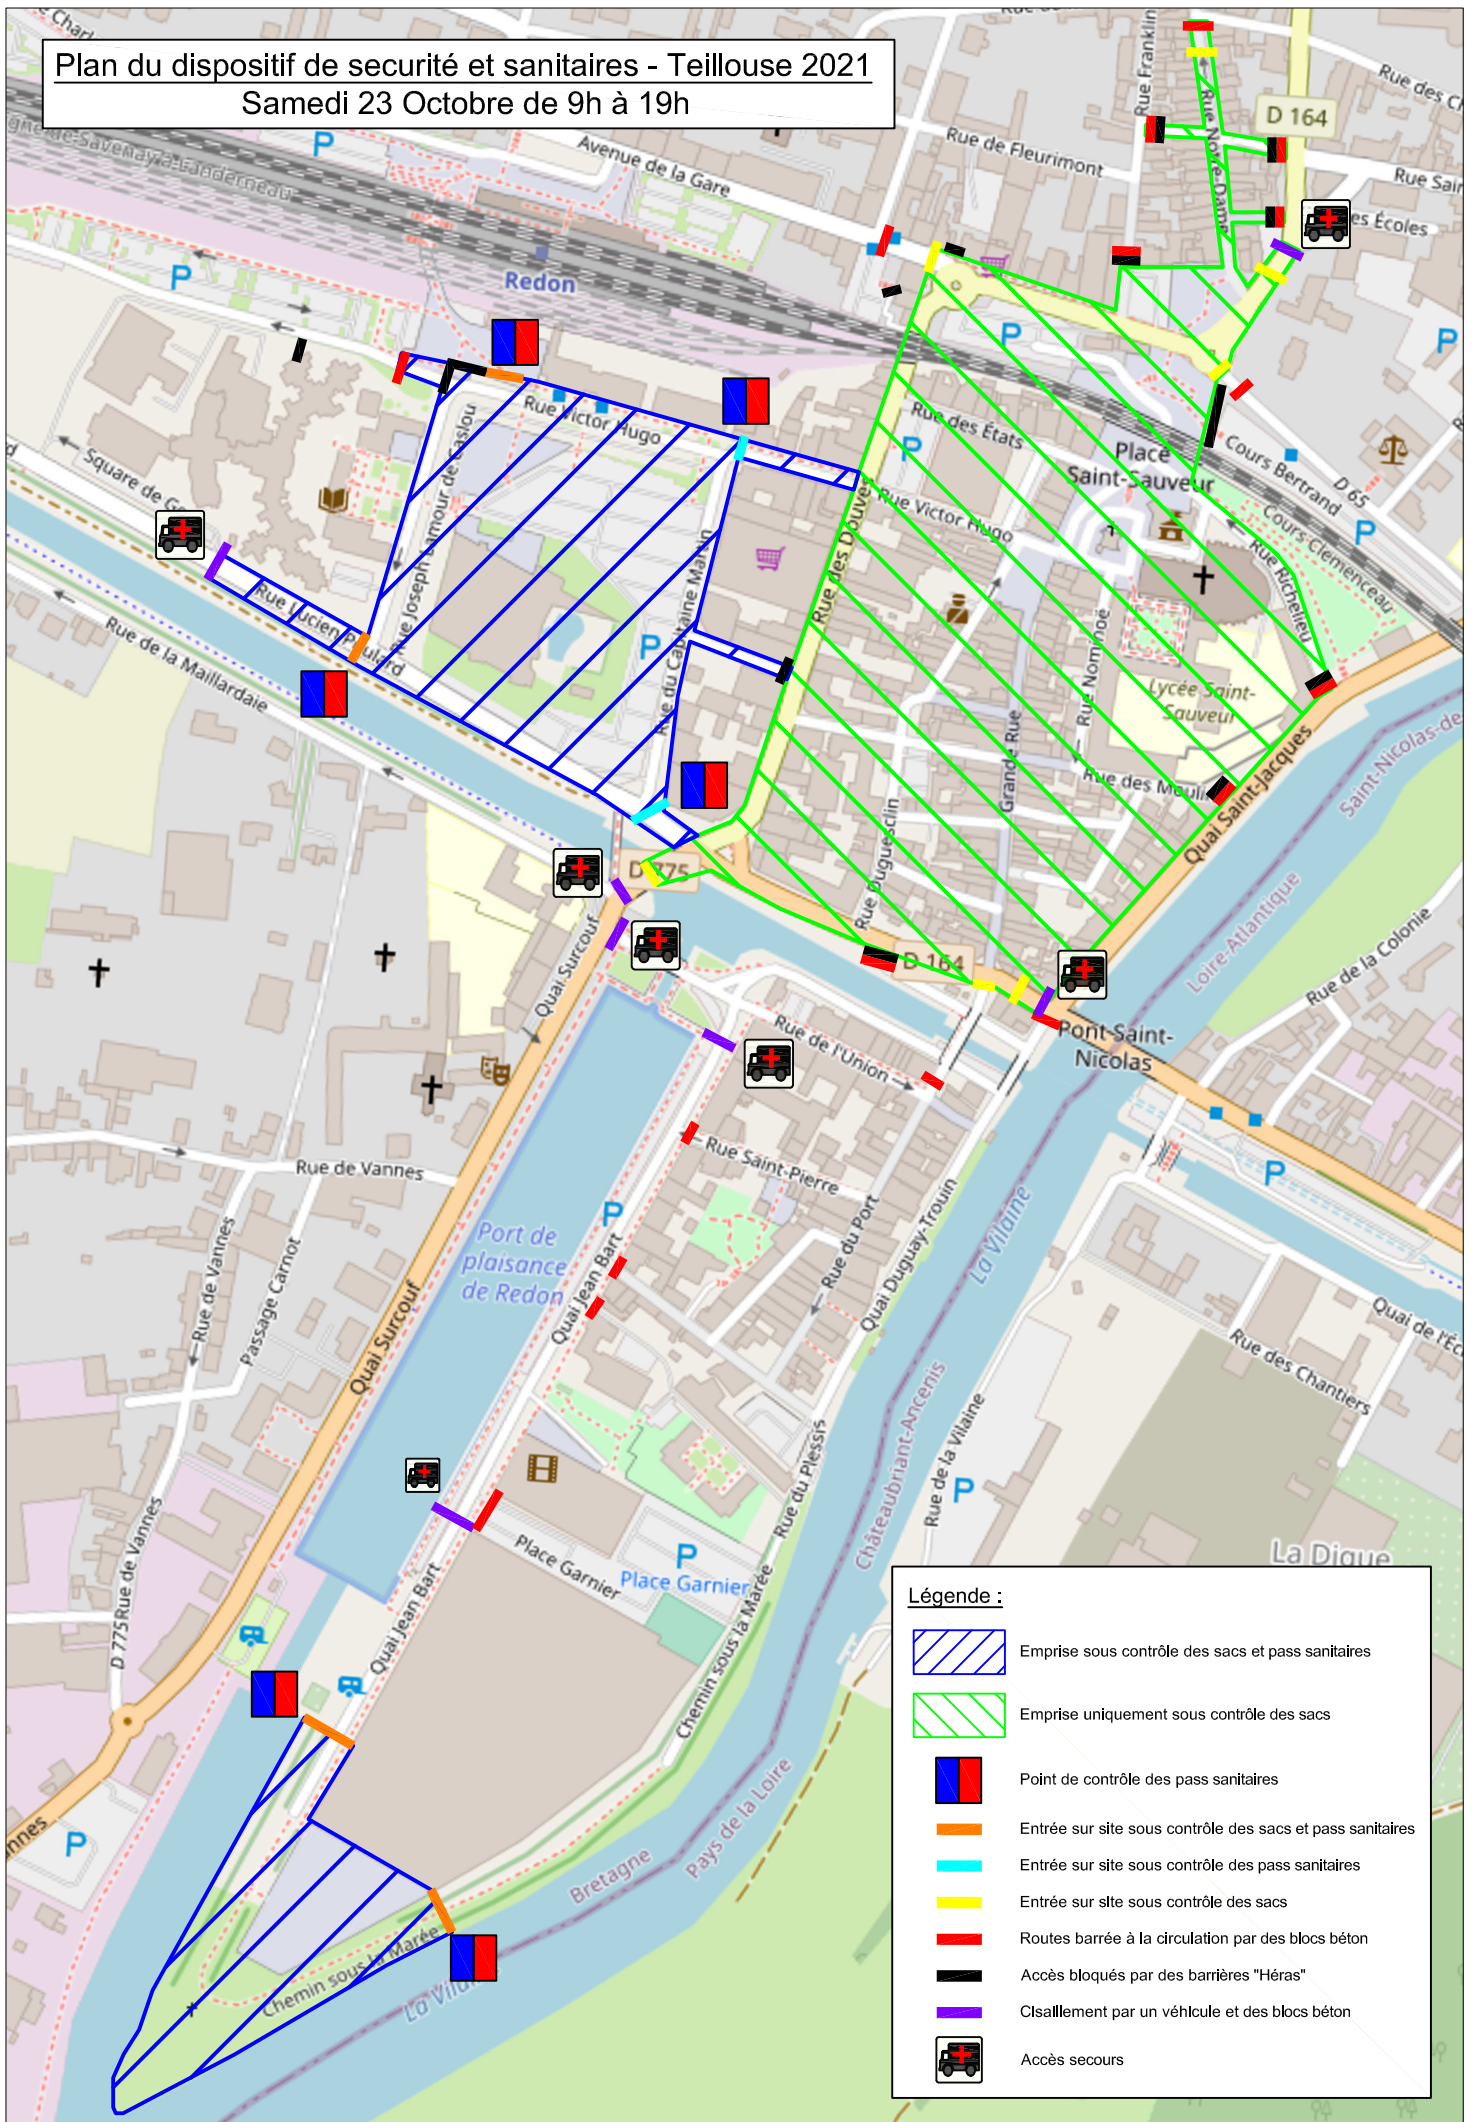 Plan du dispositif de securité et sanitaires - Teillouse 2021
Samedi 23 Octobre de 9h à 19h
Rue Franklin
Rue des
D 164
Avenue de la Gare
Rue de Fleurimont
Rue Notre-Dame
Écoles
Redon
P
P
P
P
Rue Victor Hugo
Rue des États
P
Place
Saint-Sauveur
Cours Bertrand
D 65
Cours Clemenceau
P
Square de
Rue Joseph Lamour de Caslou
Rue Victor Hugo
Rue Richelieu
Rue Lucien Poulard
Rue de la Maillardaie
Rue du Capitaine Martin
P
Rue des Douves
Rue Nominoë
Lycée Saint-
Sauveur
Grande Rue
Rue des Moulin
Quai Saint-Jacques
Saint-Nicolas-de
Rue Duguesclin
D 775
D 164
Loire-Atlantique
Rue de la Colonie
Quai Surcouf
Rue de l'Union
Pont-Saint-
Nicolas
Rue Saint-Pierre
Rue de Vannes
Rue de Vannes
Passage Carnot
Port de
plaisance
de Redon
P
Quai Jean Bart
Rue du Port
Quai Duguay-Trouin
La Vilaine
P
Quai Surcouf
Quai de l'Éc
Rue des Chantiers
Rue du Plessis
Châteaubriant-Ancenis
Rue de la Vilaine
P
La Digue
Rue de Vannes
D 775
Place Garnier
P
Place Garnier
Quai Jean Bart
Chemin sous la Marée
P
Bretagne
Pays de la Loire
Chemin sous la Marée
La Vilaine
Légende :
Emprise sous contrôle des sacs et pass sanitaires
Emprise uniquement sous contrôle des sacs
Point de contrôle des pass sanitaires
Entrée sur site sous contrôle des sacs et pass sanitaires
Entrée sur site sous contrôle des pass sanitaires
Entrée sur site sous contrôle des sacs
Routes barrée à la circulation par des blocs béton
Accès bloqués par des barrières "Héras"
Cisaillement par un véhicule et des blocs béton
Accès secours